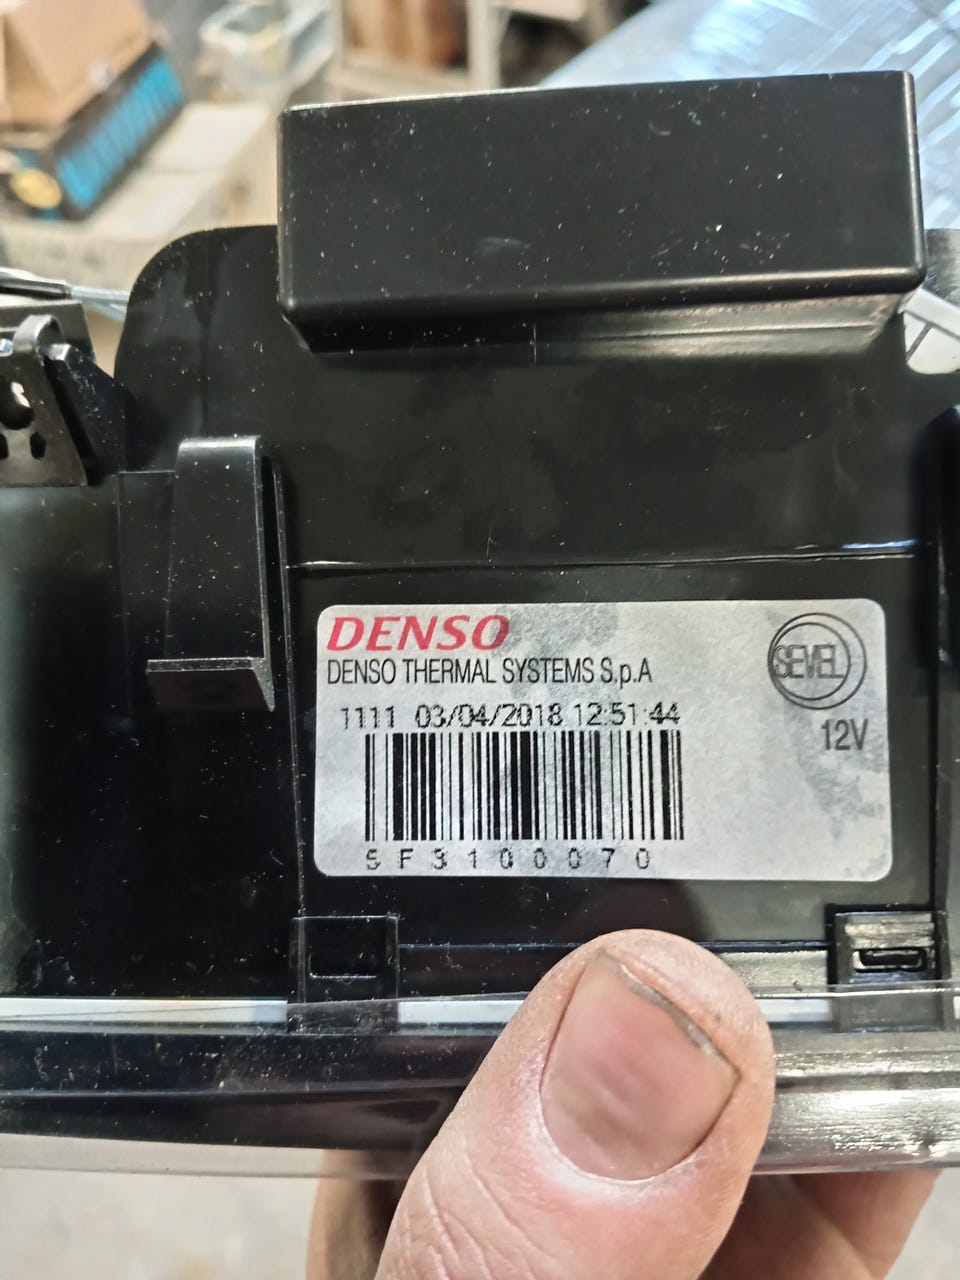 DENSO
DENSO THERMAL SYSTEMS S.p.A
SEVEL
1111 03/04/2018 12:51:44
12V
5F3100070